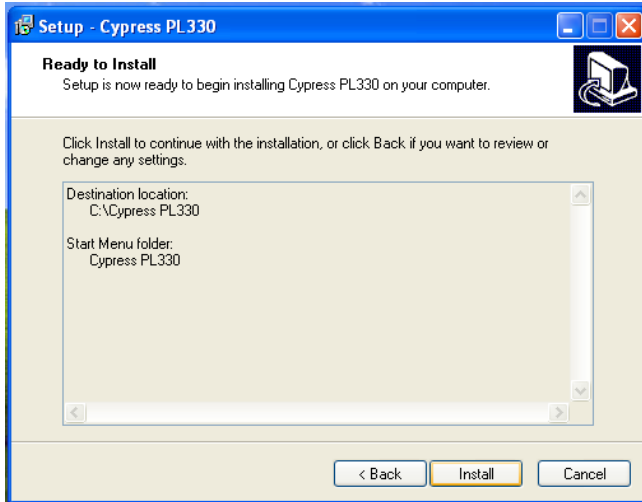 Setup - Cypress PL330
Ready to Install
Setup is now ready to begin installing Cypress PL330 on your computer.
Click Install to continue with the installation, or click Back if you want to review or
change any settings.
Destination location:
C:\Cypress PL330
Start Menu folder:
Cypress PL330
< Back
Install
Cancel